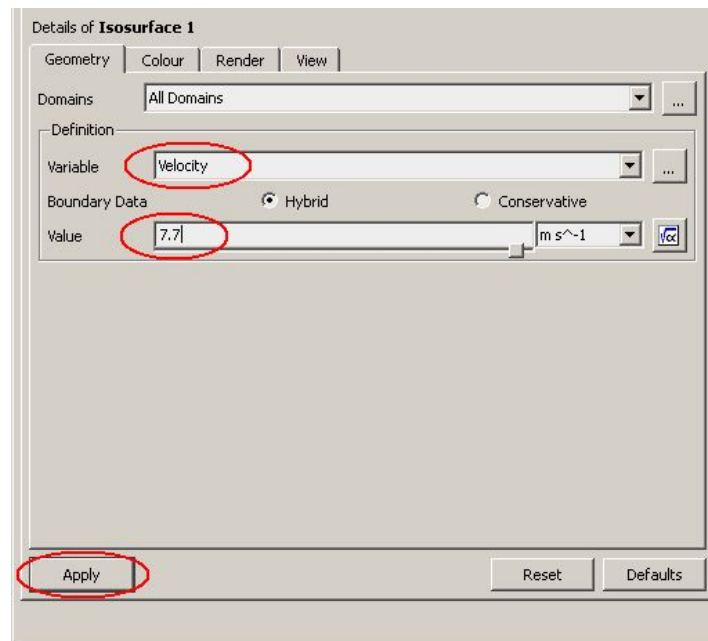 Details of Isosurface 1
Geometry Colour Render View
Domains All Domains ...
Definition
Variable Velocity ...
Boundary Data Hybrid Conservative
Value 7.7 m s^-1 √α
Apply Reset Defaults